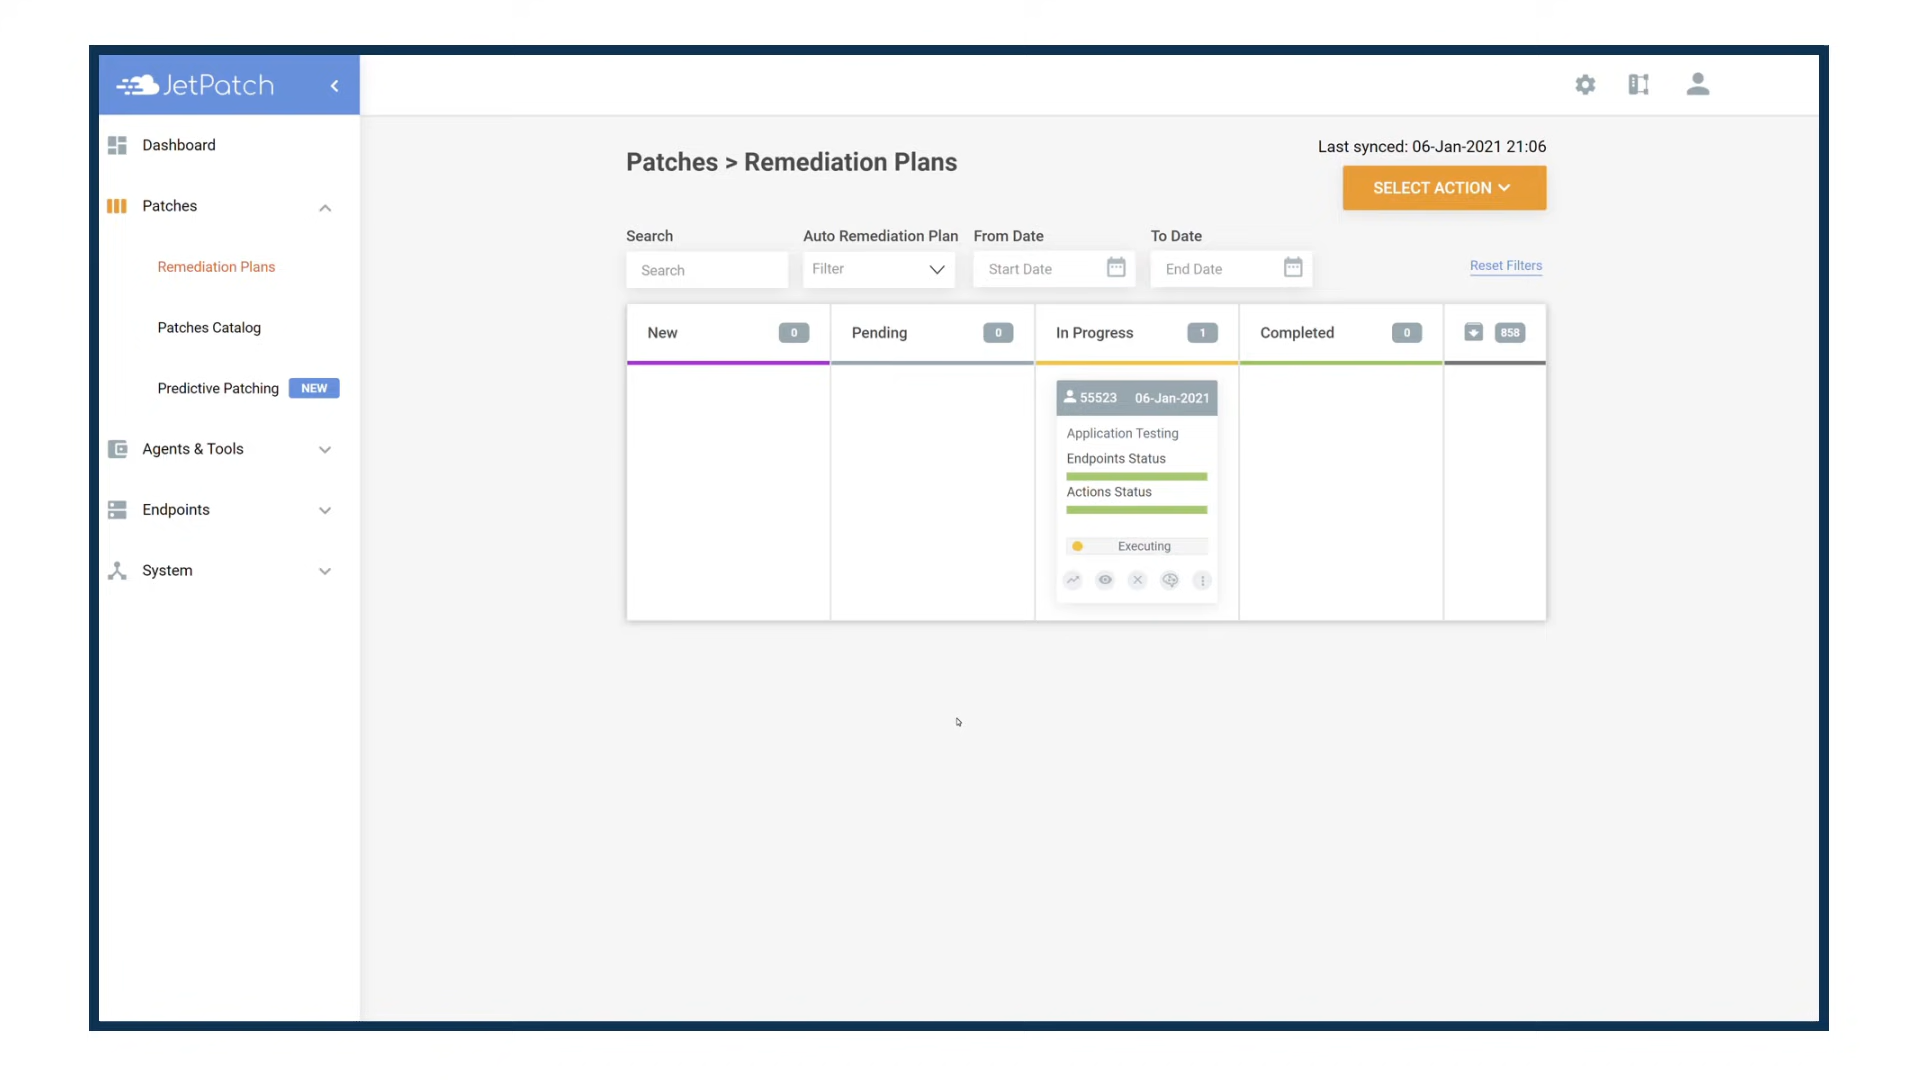 JetPatch
Dashboard
Patches
Remediation Plans
Patches Catalog
Predictive Patching NEW
Agents & Tools
Endpoints
System
Patches > Remediation Plans
Last synced: 06-Jan-2021 21:06
SELECT ACTION
Search Auto Remediation Plan From Date To Date
Search Filter Start Date End Date Reset Filters
New 0 Pending 0 In Progress 1 Completed 0 858
55523 06-Jan-2021
Application Testing
Endpoints Status
Actions Status
Executing